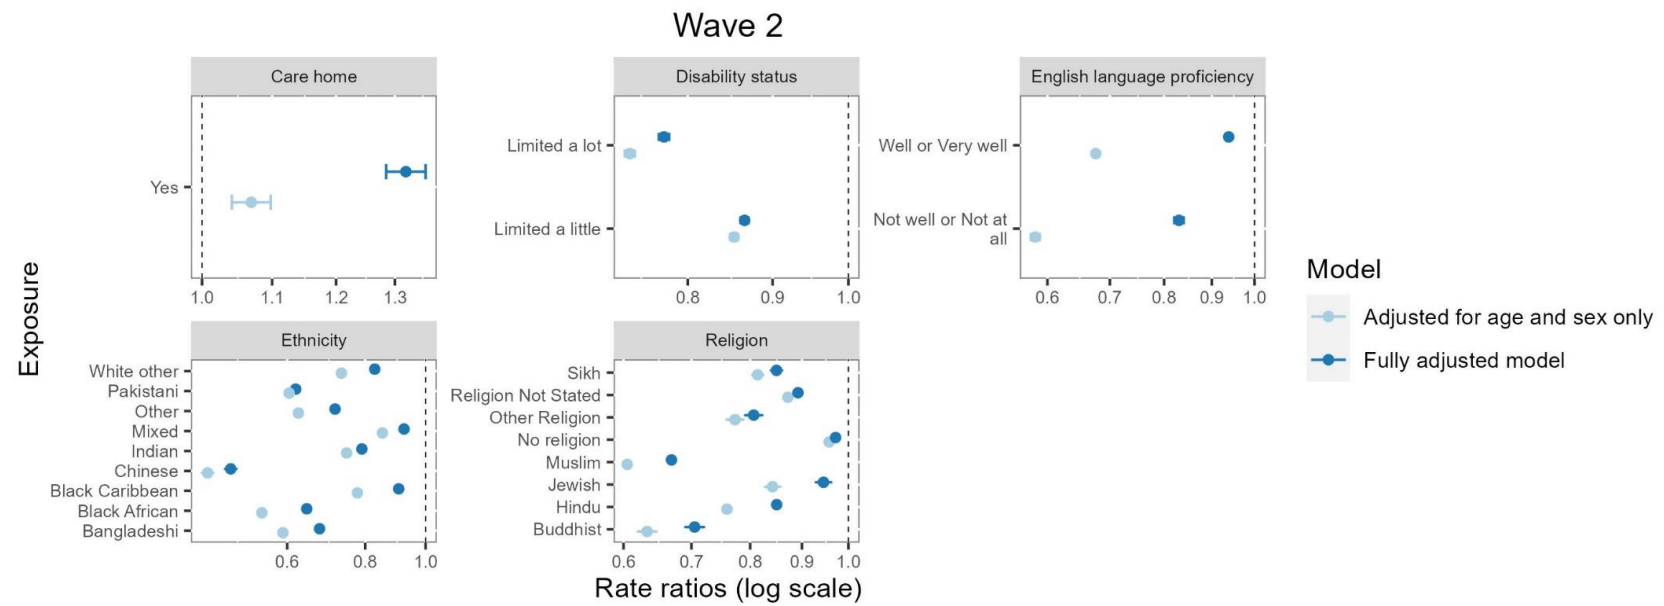 Wave 2
Care home
Disability status
English language proficiency
Yes
Limited a lot
Limited a little
Well or Very well
Not well or Not at
all
1.0 1.1 1.2 1.3
0.8 0.9 1.0
0.6 0.7 0.8 0.9 1.0
Exposure
Model
Adjusted for age and sex only
Fully adjusted model
Ethnicity
Religion
White other
Pakistani
Other
Mixed
Indian
Chinese
Black Caribbean
Black African
Bangladeshi
0.6 0.8 1.0
Sikh
Religion Not Stated
Other Religion
No religion
Muslim
Jewish
Hindu
Buddhist
0.6 0.7 0.8 0.9 1.0
Rate ratios (log scale)